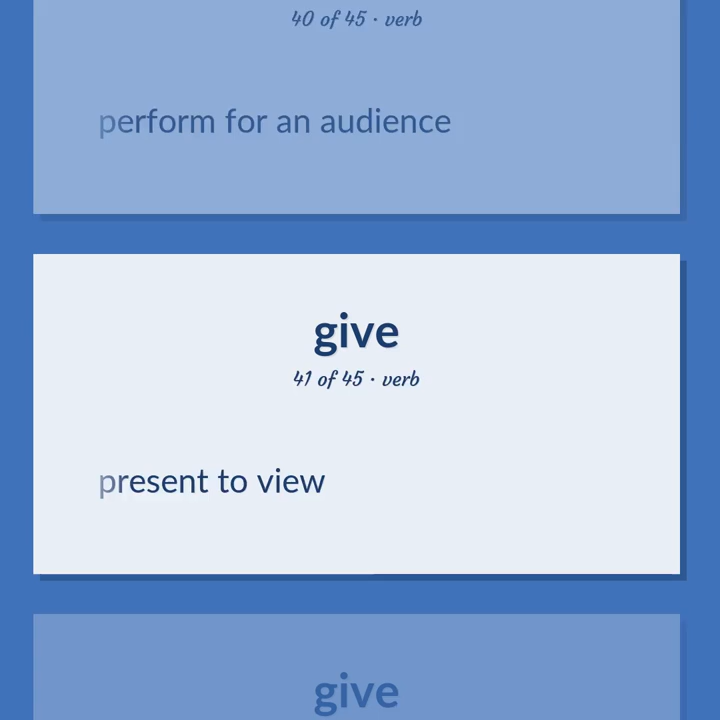 40 of 45 · verb
perform for an audience
give
41 of 45 · verb
present to view
give